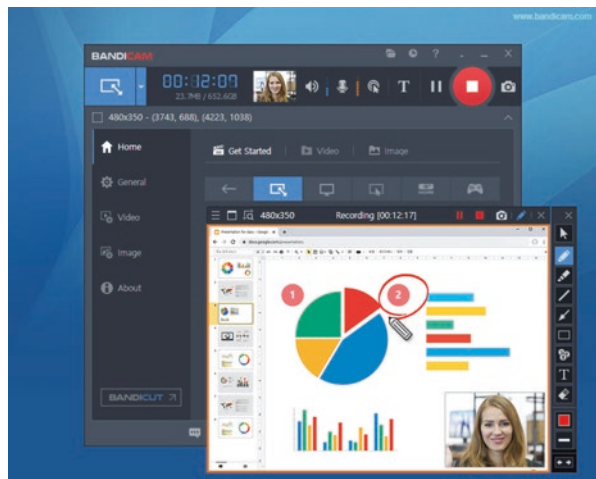 www.bandicam.com
BANDICAM
00:12:09
23.7MB / 652.6GB
T
480x350 - (3743, 688), (4223, 1038)
Home
Get Started
Video
Image
General
Video
Image
About
BANDICUT
480x350
Recording [00:12:17]
1
2
T